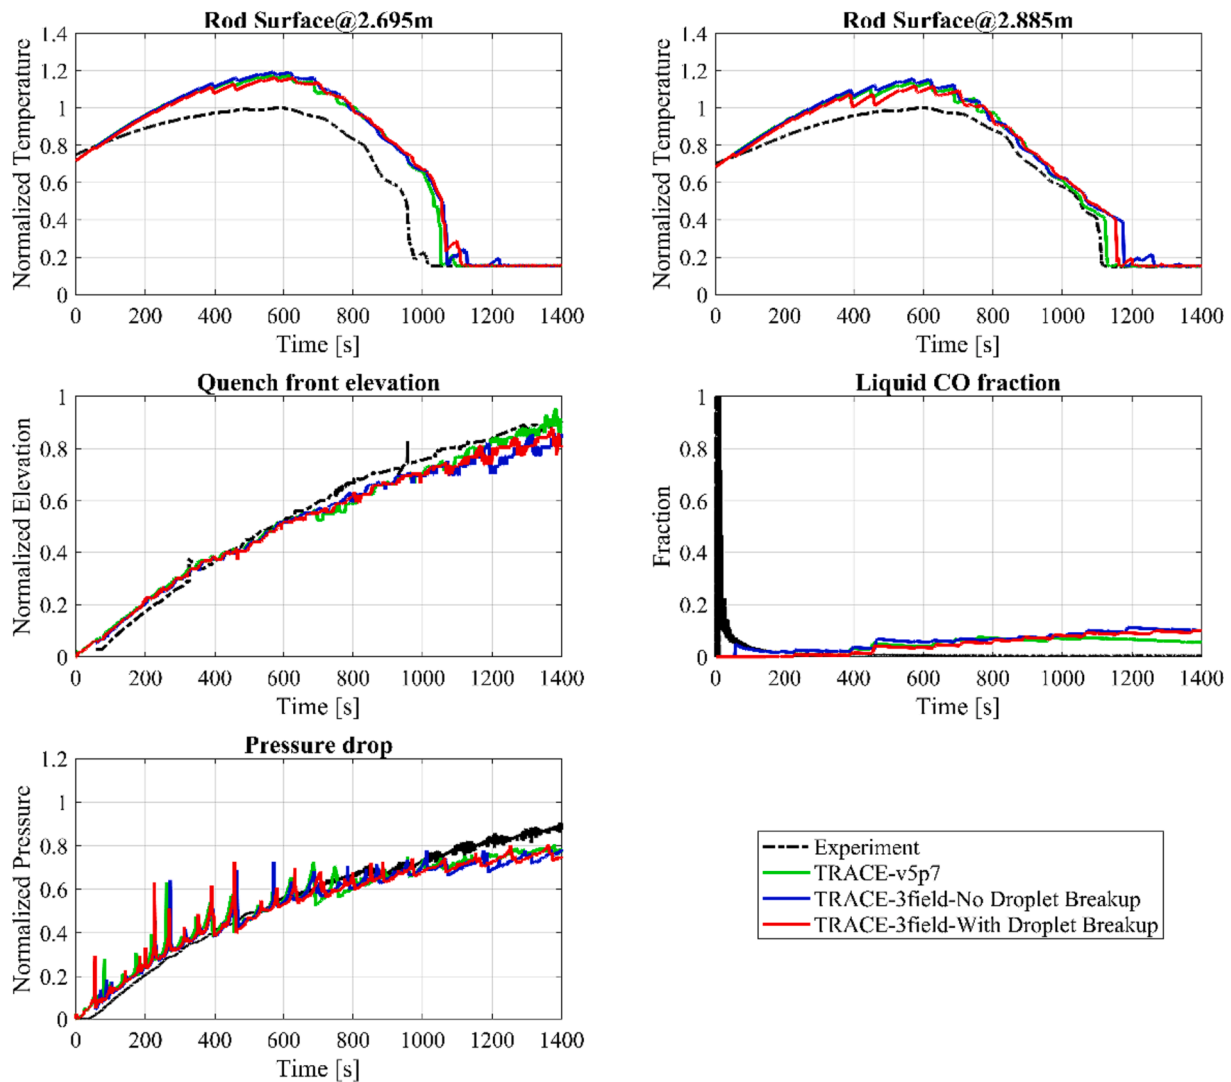 Rod Surface@2.695m
Normalized Temperature
1.4
1.2
1
0.8
0.6
0.4
0.2
0
0 200 400 600 800 1000 1200 1400
Time [s]
Rod Surface@2.885m
Normalized Temperature
1.4
1.2
1
0.8
0.6
0.4
0.2
0
0 200 400 600 800 1000 1200 1400
Time [s]
Quench front elevation
Normalized Elevation
1
0.8
0.6
0.4
0.2
0
0 200 400 600 800 1000 1200 1400
Time [s]
Liquid CO fraction
Fraction
1
0.8
0.6
0.4
0.2
0
0 200 400 600 800 1000 1200 1400
Time [s]
Pressure drop
Normalized Pressure
1.2
1
0.8
0.6
0.4
0.2
0
0 200 400 600 800 1000 1200 1400
Time [s]
Experiment
TRACE-v5p7
TRACE-3field-No Droplet Breakup
TRACE-3field-With Droplet Breakup